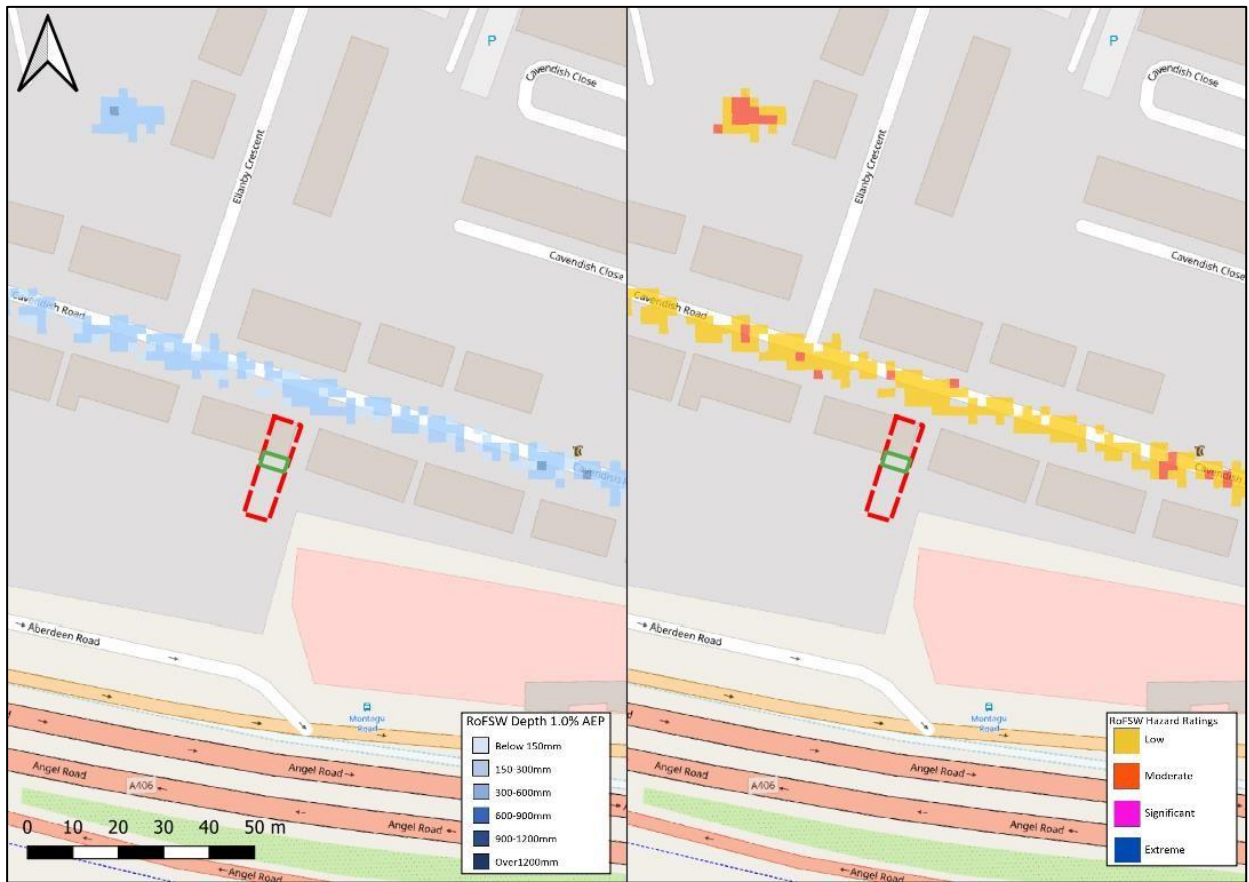 P
Cavendish Close
Ellanby Crescent
Cavendish Close
Cavendish Road
Aberdeen Road
Montagu
Road
Angel Road
Angel Road
A406
Angel Road
Angel Road
0 10 20 30 40 50 m
RoFSW Depth 1.0% AEP
Below 150mm
150-300mm
300-600mm
600-900mm
900-1200mm
Over1200mm
P
Cavendish Close
Ellanby Crescent
Cavendish Close
Cavendish Road
Aberdeen Road
Montagu
Road
Angel Road
Angel Road
A406
Angel Road
Angel Road
RoFSW Hazard Ratings
Low
Moderate
Significant
Extreme